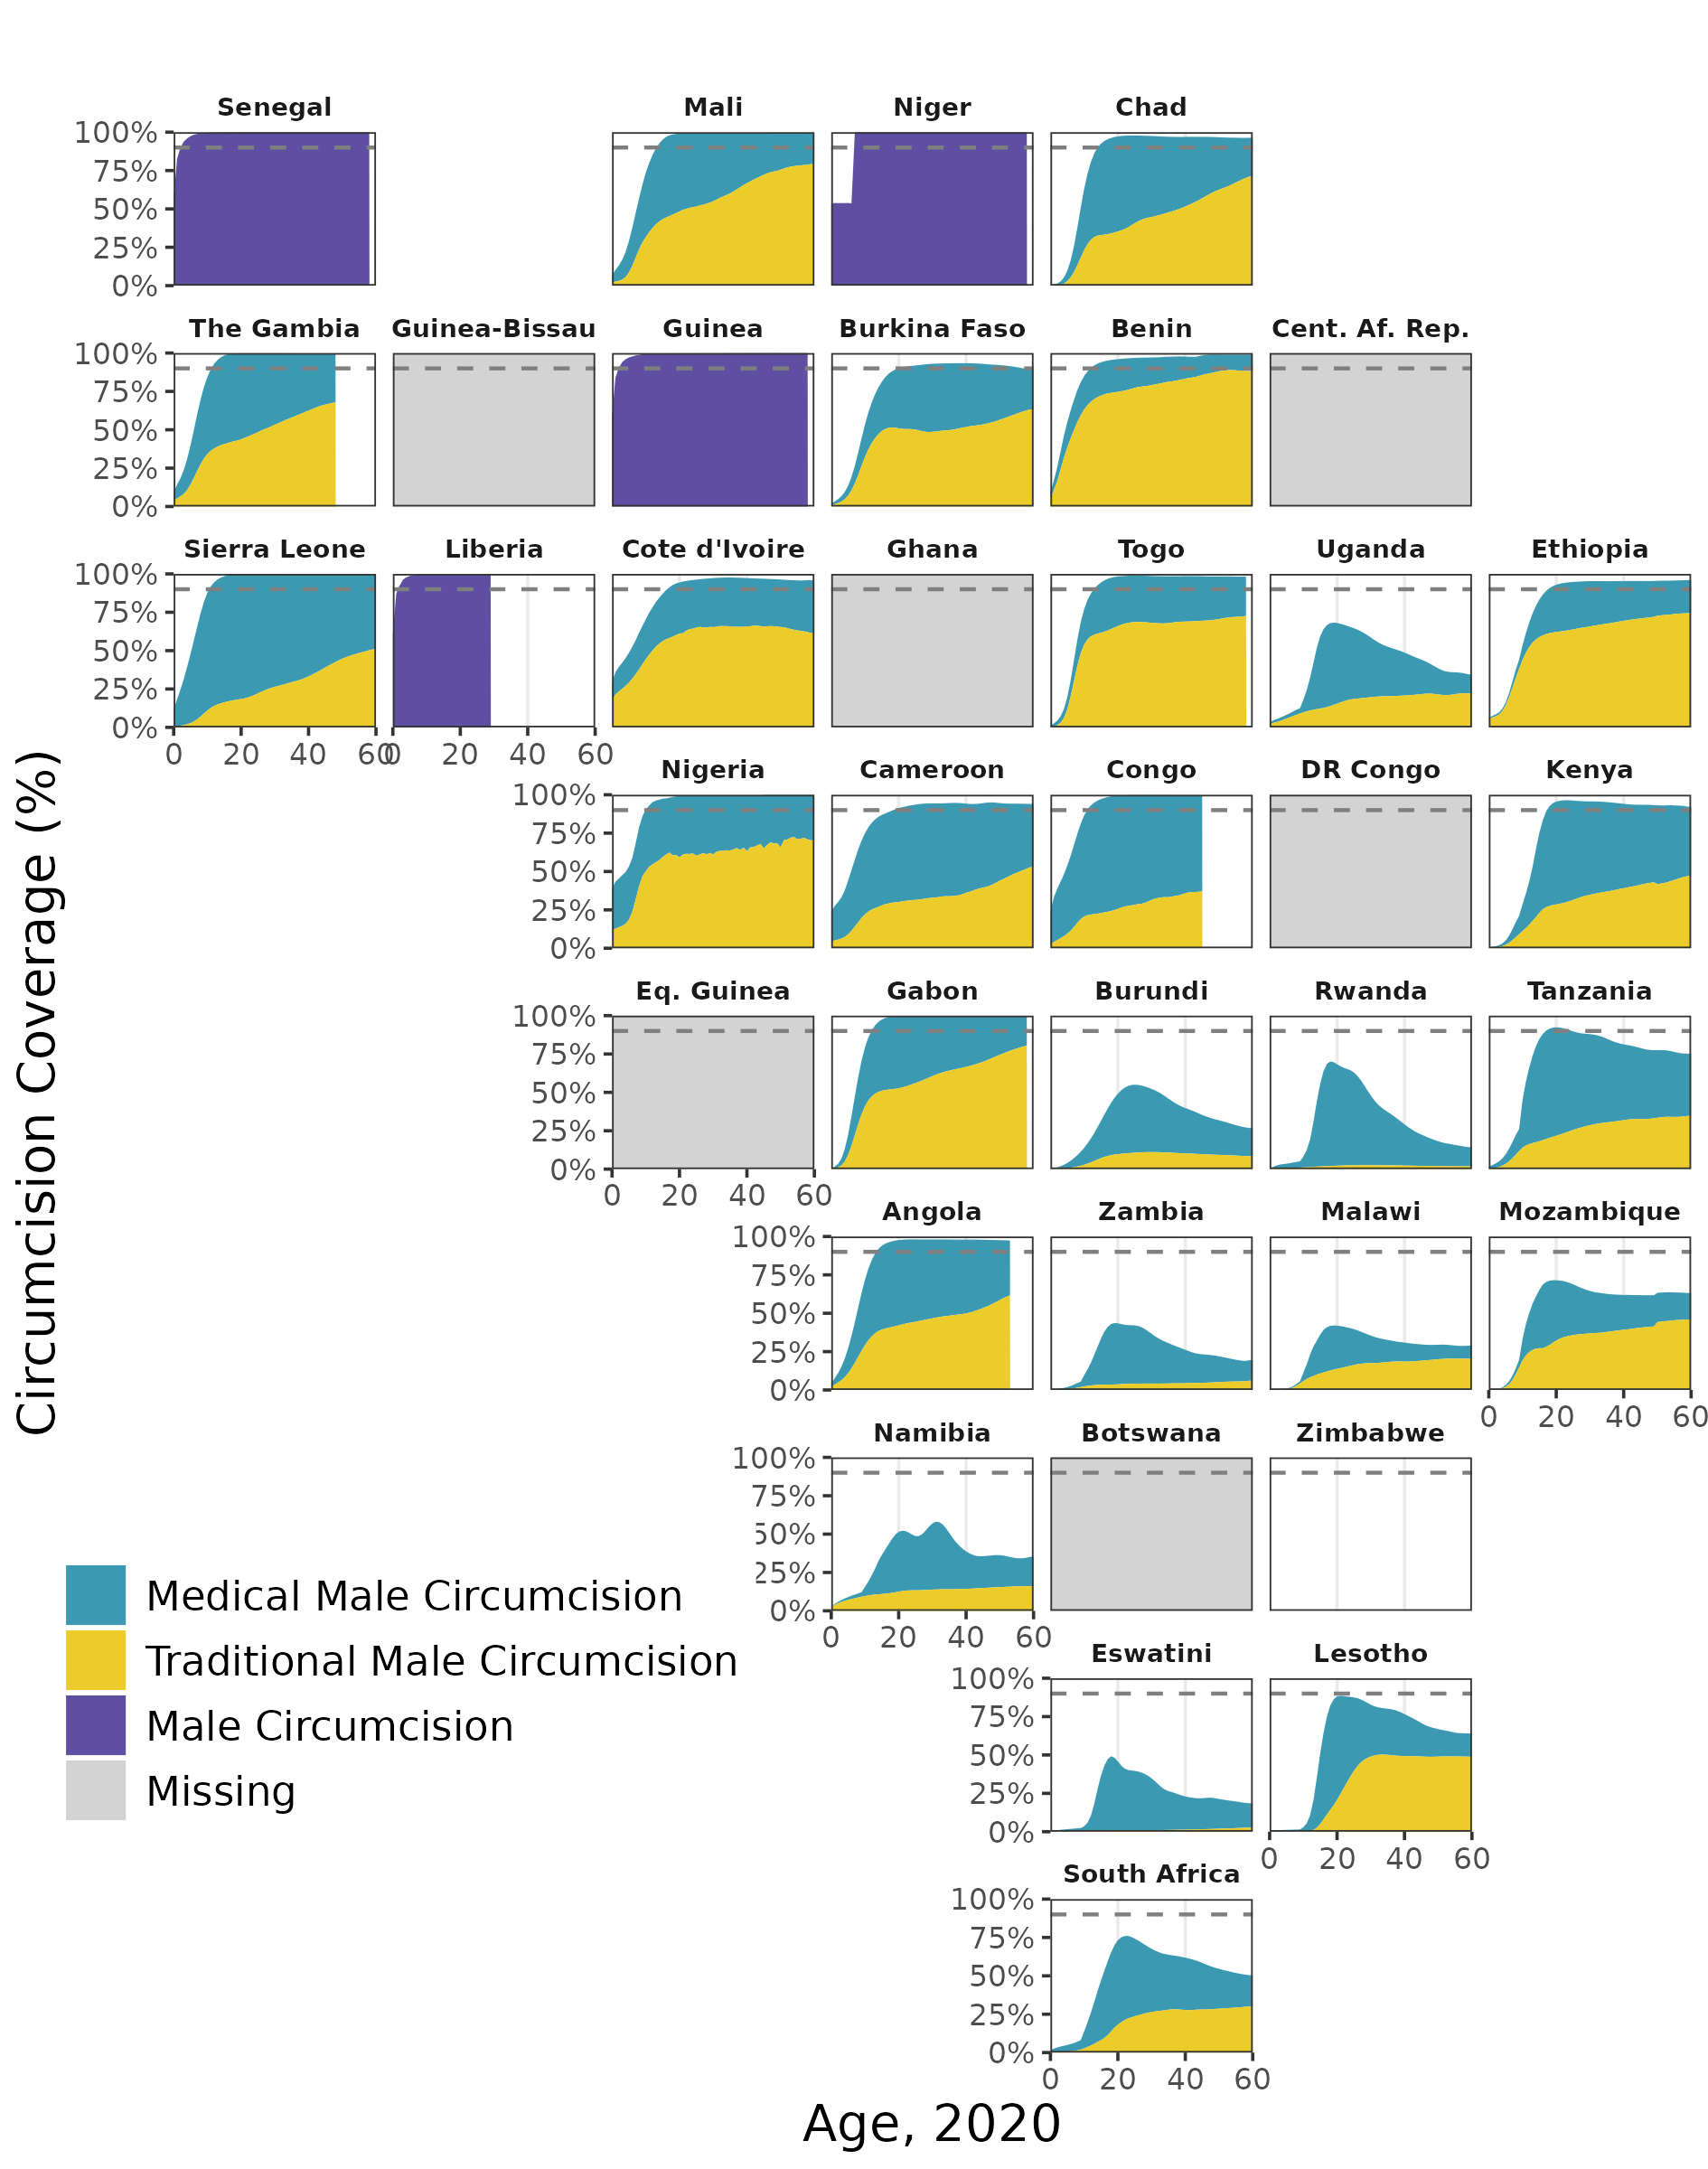 Senegal Mali Niger Chad
100%
75%
50%
25%
0%
The Gambia Guinea-Bissau Guinea Burkina Faso Benin Cent. Af. Rep.
100%
75%
50%
25%
0%
Sierra Leone Liberia Cote d'Ivoire Ghana Togo Uganda Ethiopia
100%
75%
50%
25%
0%
0 20 40 60 0 20 40 60
Nigeria Cameroon Congo DR Congo Kenya
100%
75%
50%
25%
0%
Eq. Guinea Gabon Burundi Rwanda Tanzania
100%
75%
50%
25%
0%
0 20 40 60
Angola Zambia Malawi Mozambique
100%
75%
50%
25%
0%
0 20 40 60
Namibia Botswana Zimbabwe
100%
75%
50%
25%
0%
0 20 40 60
Eswatini Lesotho
100%
75%
50%
25%
0%
0 20 40 60
South Africa
100%
75%
50%
25%
0%
0 20 40 60
Age, 2020
Circumcision Coverage (%)
Medical Male Circumcision
Traditional Male Circumcision
Male Circumcision
Missing